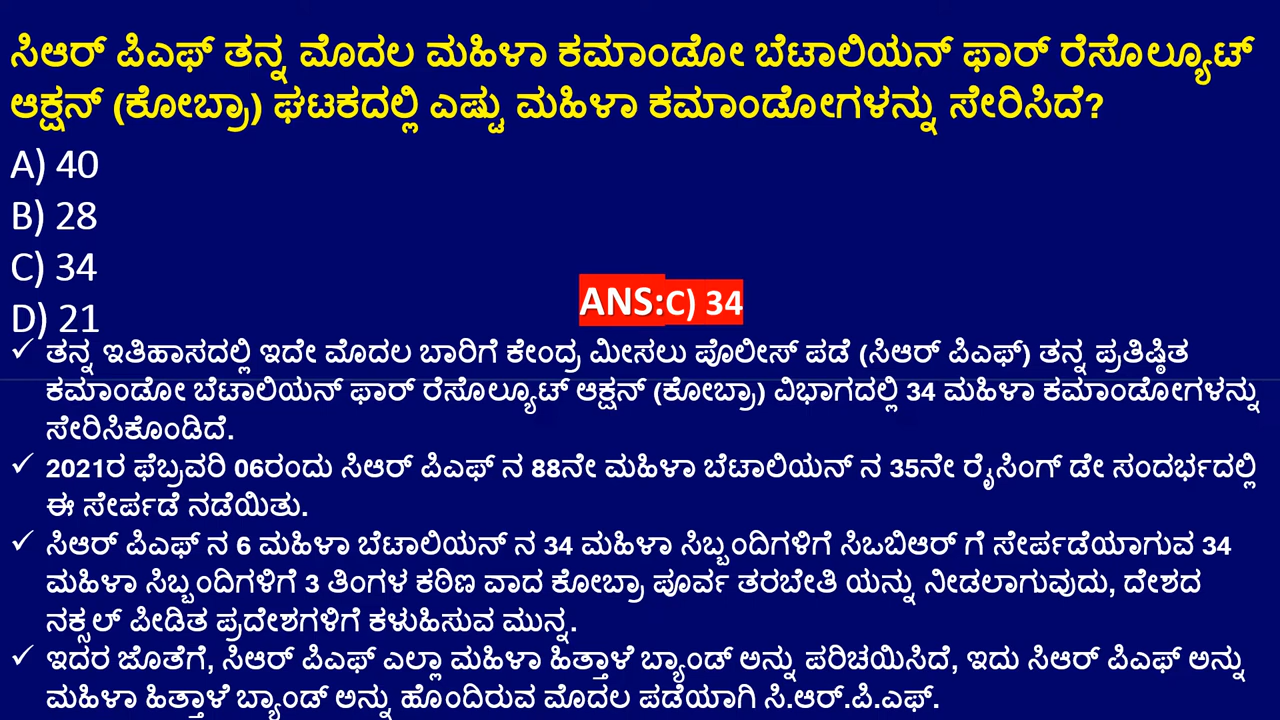 ಸಿಆರ್ ಪಿಎಫ್ ತನ್ನ ಮೊದಲ ಮಹಿಳಾ ಕಮಾಂಡೋ ಬೆಟಾಲಿಯನ್ ಫಾರ್ ರೆಸೊಲ್ಯೂಟ್
ಆಕ್ಷನ್ (ಕೋಬ್ರಾ) ಘಟಕದಲ್ಲಿ ಎಷ್ಟು ಮಹಿಳಾ ಕಮಾಂಡೋಗಳನ್ನು ಸೇರಿಸಿದೆ?
A) 40
B) 28
C) 34
D) 21
ANS:C) 34
✓ ತನ್ನ ಇತಿಹಾಸದಲ್ಲಿ ಇದೇ ಮೊದಲ ಬಾರಿಗೆ ಕೇಂದ್ರ ಮೀಸಲು ಪೊಲೀಸ್ ಪಡೆ (ಸಿಆರ್ ಪಿಎಫ್) ತನ್ನ ಪ್ರತಿಷ್ಠಿತ
ಕಮಾಂಡೋ ಬೆಟಾಲಿಯನ್ ಫಾರ್ ರೆಸೊಲ್ಯೂಟ್ ಆಕ್ಷನ್ (ಕೋಬ್ರಾ) ವಿಭಾಗದಲ್ಲಿ 34 ಮಹಿಳಾ ಕಮಾಂಡೋಗಳನ್ನು
ಸೇರಿಸಿಕೊಂಡಿದೆ.
✓ 2021ರ ಫೆಬ್ರವರಿ 06ರಂದು ಸಿಆರ್ ಪಿಎಫ್ ನ 88ನೇ ಮಹಿಳಾ ಬೆಟಾಲಿಯನ್ ನ 35ನೇ ರೈಸಿಂಗ್ ಡೇ ಸಂದರ್ಭದಲ್ಲಿ
ಈ ಸೇರ್ಪಡೆ ನಡೆಯಿತು.
✓ ಸಿಆರ್ ಪಿಎಫ್ ನ 6 ಮಹಿಳಾ ಬೆಟಾಲಿಯನ್ ನ 34 ಮಹಿಳಾ ಸಿಬ್ಬಂದಿಗಳಿಗೆ ಸಿಒಬಿಆರ್ ಗೆ ಸೇರ್ಪಡೆಯಾಗುವ 34
ಮಹಿಳಾ ಸಿಬ್ಬಂದಿಗಳಿಗೆ 3 ತಿಂಗಳ ಕಠಿಣ ವಾದ ಕೋಬ್ರಾ ಪೂರ್ವ ತರಬೇತಿ ಯನ್ನು ನೀಡಲಾಗುವುದು, ದೇಶದ
ನಕ್ಸಲ್ ಪೀಡಿತ ಪ್ರದೇಶಗಳಿಗೆ ಕಳುಹಿಸುವ ಮುನ್ನ.
✓ ಇದರ ಜೊತೆಗೆ, ಸಿಆರ್ ಪಿಎಫ್ ಎಲ್ಲಾ ಮಹಿಳಾ ಹಿತ್ತಾಳೆ ಬ್ಯಾಂಡ್ ಅನ್ನು ಪರಿಚಯಿಸಿದೆ, ಇದು ಸಿಆರ್ ಪಿಎಫ್ ಅನ್ನು
ಮಹಿಳಾ ಹಿತ್ತಾಳೆ ಬ್ಯಾಂಡ್ ಅನ್ನು ಹೊಂದಿರುವ ಮೊದಲ ಪಡೆಯಾಗಿ ಸಿ.ಆರ್.ಪಿ.ಎಫ್.